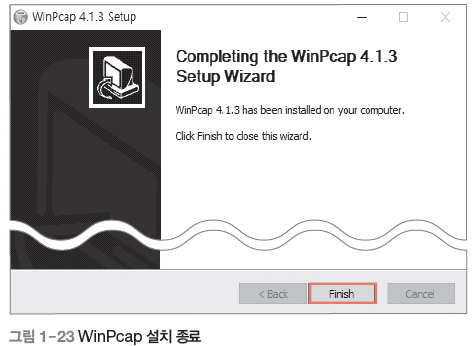 WinPcap 4.1.3 Setup
Completing the WinPcap 4.1.3
Setup Wizard
WinPcap 4.1.3 has been installed on your computer.
Click Finish to close this wizard.
< Back
Finish
Cancel
그림 1-23 WinPcap 설치 종료